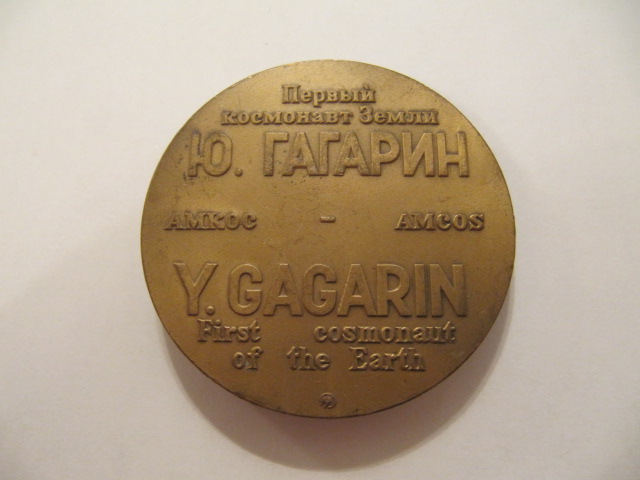 Первый
космонавт Земли
Ю. ГАГАРИН
АМКОС - AMCOS
Y. GAGARIN
First cosmonaut
of the Earth